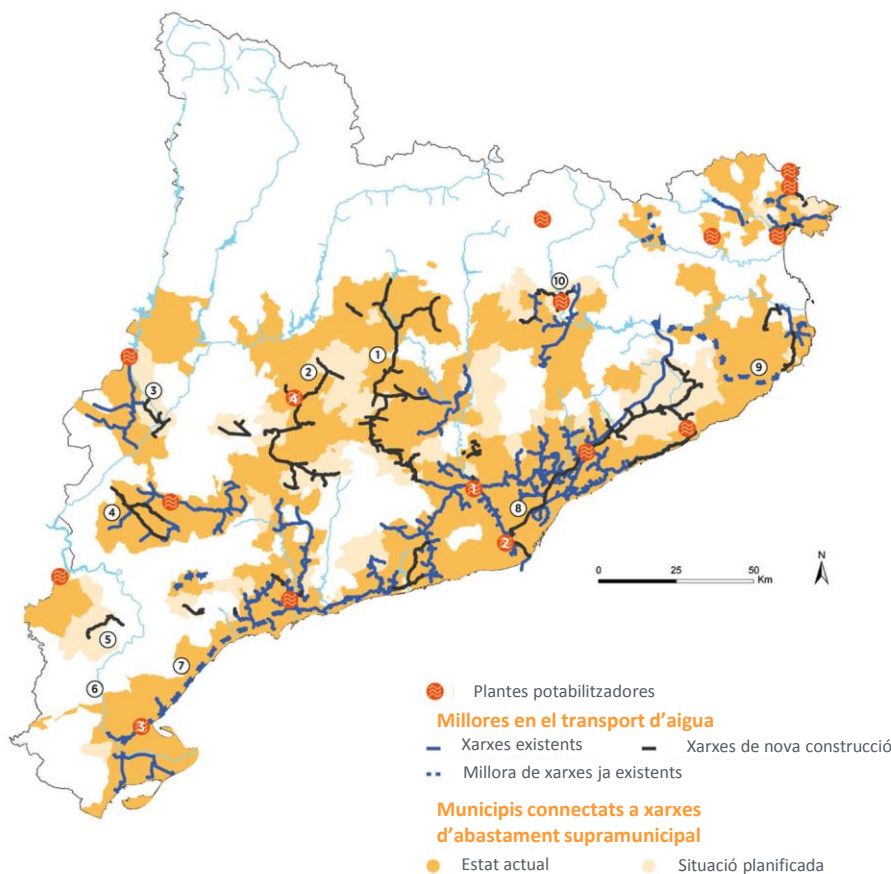 10
1
2
9
3
4
1
8
4
2
0 25 50
Km
N
5
7
6
3
Plantes potabilitzadores
Millores en el transport d'aigua
Xarxes existents
Xarxes de nova construcció
Millora de xarxes ja existents
Municipis connectats a xarxes
d'abastament supramunicipal
Estat actual
Situació planificada